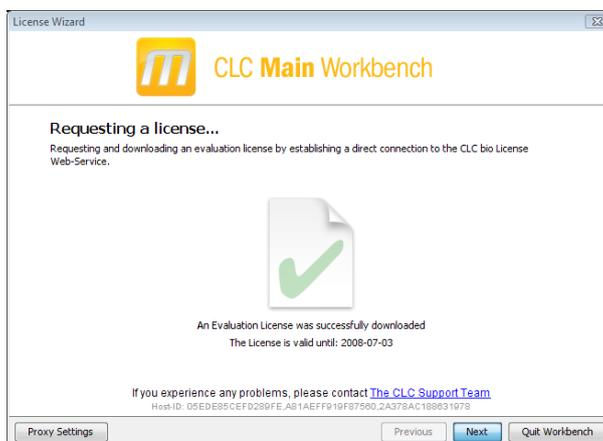 License Wizard
m
CLC Main Workbench
Requesting a license...
Requesting and downloading an evaluation license by establishing a direct connection to the CLC bio License
Web-Service.
An Evaluation License was successfully downloaded
The License is valid until: 2008-07-03
If you experience any problems, please contact The CLC Support Team
Host-ID: 05EDE85CEFD289FE,A81AEFF919F87560,2A378AC188631978
Proxy Settings
Previous
Next
Quit Workbench